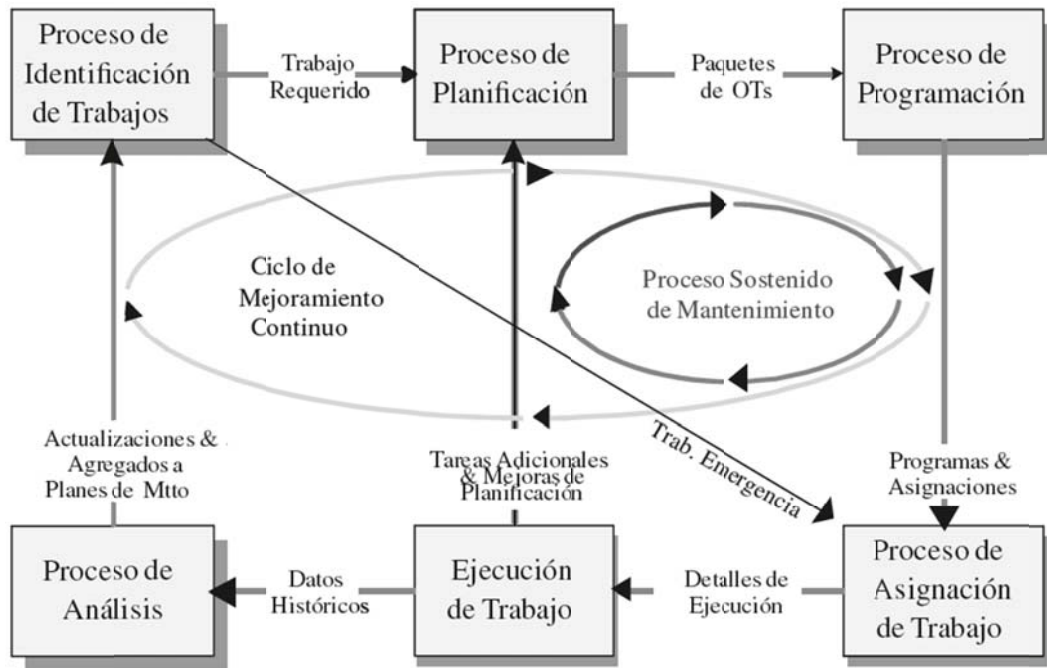 Proceso de
Identificación
de Trabajos
Trabajo
Requerido
Proceso de
Planificación
Paquetes
de OTs
Proceso de
Programación
Ciclo de
Mejoramiento
Continuo
Proceso Sostenido
de Mantenimiento
Actualizaciones &
Agregados a
Planes de Mtto
Tareas Adicionales
& Mejoras de
Planificación
Trab. Emergencia
Programas &
Asignaciones
Proceso de
Análisis
Datos
Históricos
Ejecución
de Trabajo
Detalles de
Ejecución
Proceso de
Asignación
de Trabajo